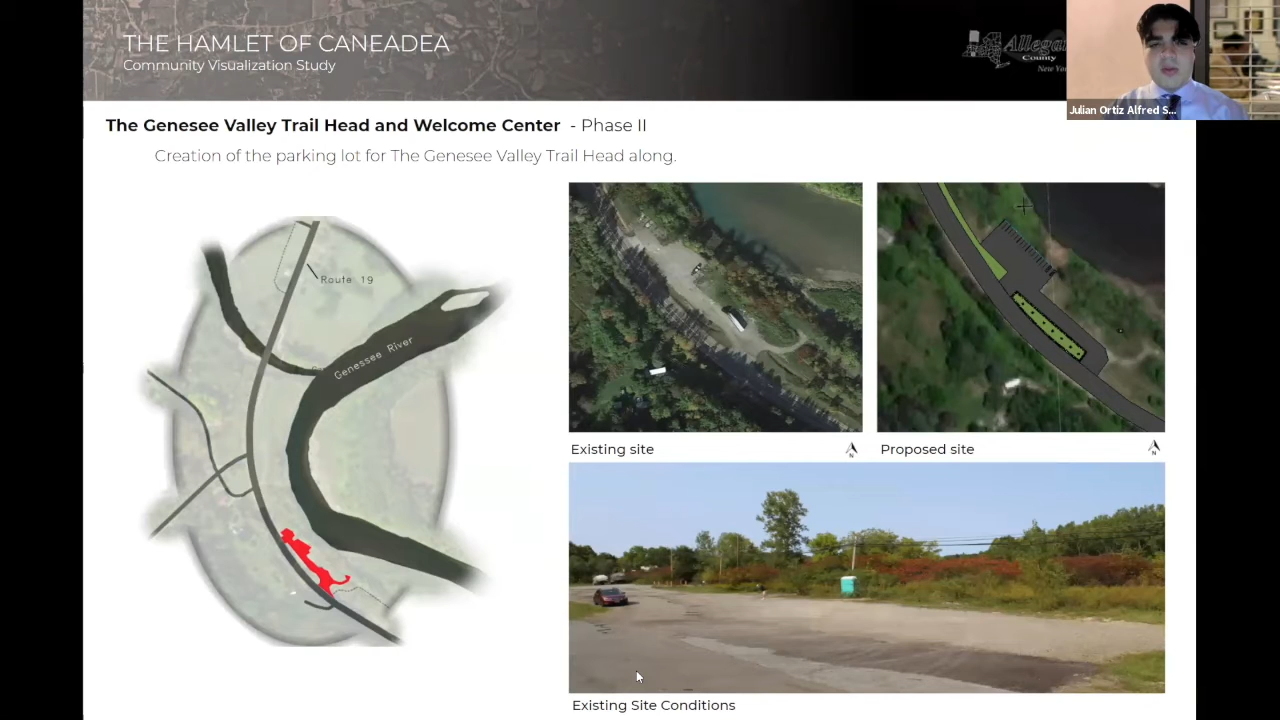 THE HAMLET OF CANEADEA
Community Visualization Study
Allegan
County
New Yor
Julian Ortiz Alfred S...
The Genesee Valley Trail Head and Welcome Center - Phase II
Creation of the parking lot for The Genesee Valley Trail Head along.
Route 19
Genessee River
Existing site
N
Proposed site
N
Existing Site Conditions